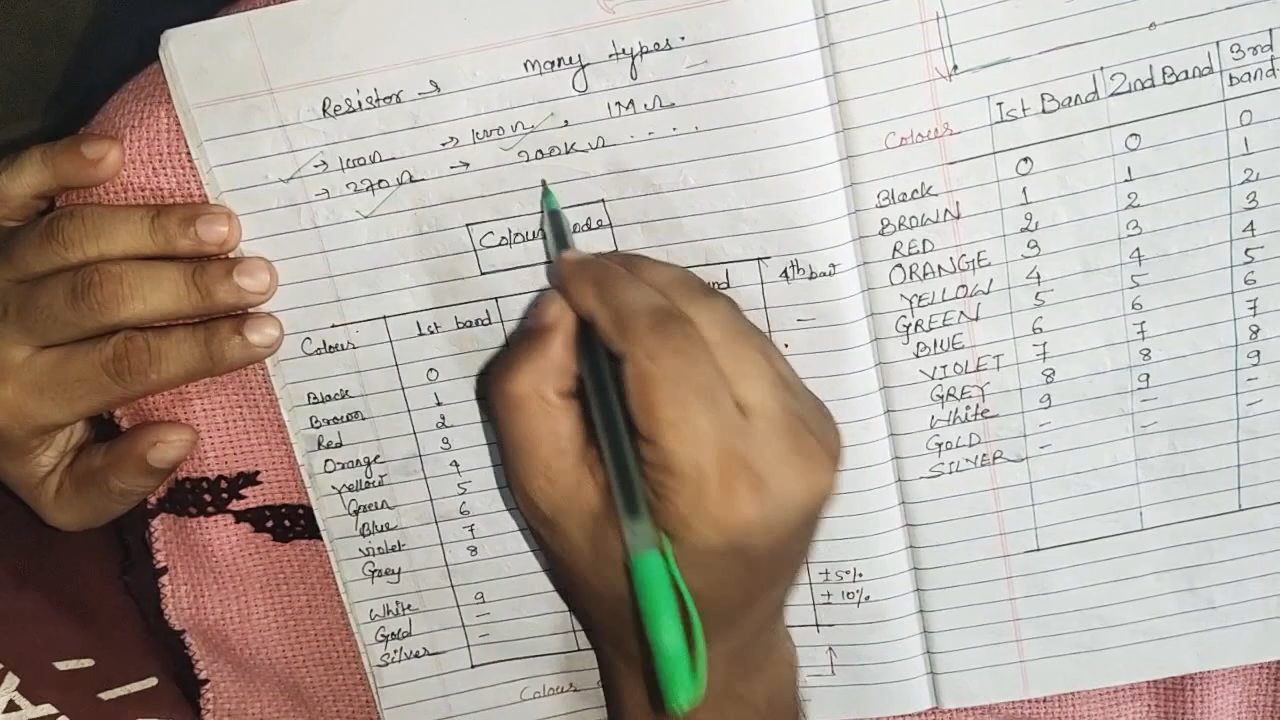 Resistor → many types.
→ 100Ω → 1000Ω, 1MΩ
→ 270Ω → 200KΩ ....
Colour
Colour 1st band 4th
Black 0 —
Brown 1
Red 2
Orange 3
Yellow 4
Green 5
Blue 6
Violet 7
Grey 8
White 9
Gold - ±5%
Silver - ±10%
Colour
Colour 1st Band 2nd Band 3rd band
Black 0 0 0
BROWN 1 1 1
RED 2 2 2
ORANGE 3 3 3
YELLOW 4 4 4
GREEN 5 5 5
BLUE 6 6 6
VIOLET 7 7 7
GREY 8 8 8
White 9 9 9
GOLD - - -
SILVER - - -